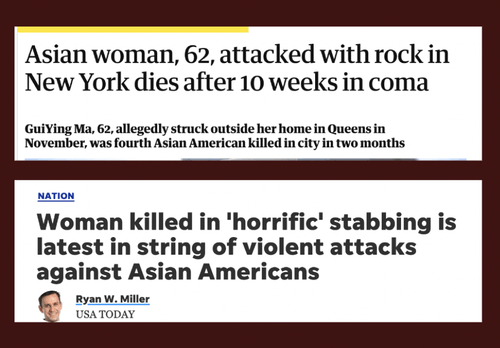 Asian woman, 62, attacked with rock in
New York dies after 10 weeks in coma
GuiYing Ma, 62, allegedly struck outside her home in Queens in
November, was fourth Asian American killed in city in two months
NATION
Woman killed in 'horrific' stabbing is
latest in string of violent attacks
against Asian Americans
Ryan W. Miller
USA TODAY